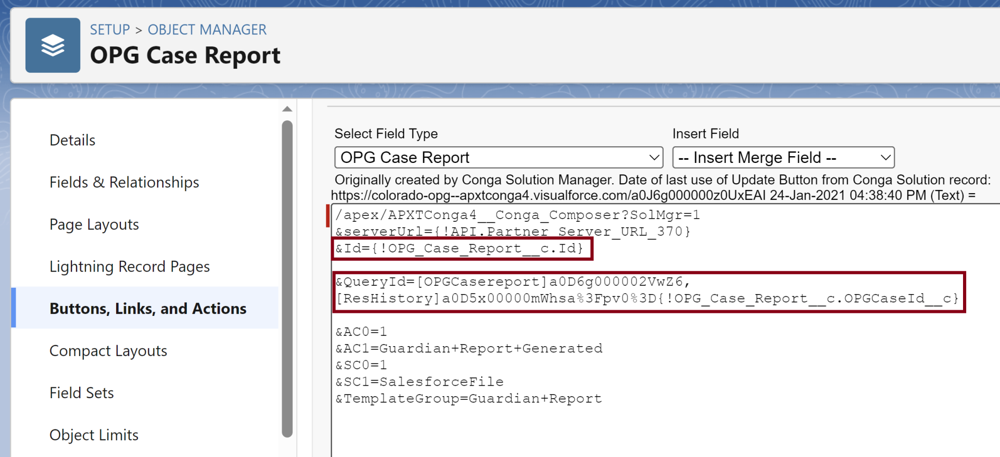 SETUP > OBJECT MANAGER
OPG Case Report
Details
Fields & Relationships
Page Layouts
Lightning Record Pages
Buttons, Links, and Actions
Compact Layouts
Field Sets
Object Limits
Select Field Type
Insert Field
OPG Case Report
-- Insert Merge Field --
Originally created by Conga Solution Manager. Date of last use of Update Button from Conga Solution record:
https://colorado-opg--apxtconga4.visualforce.com/a0J6g000000z0UxEAI 24-Jan-2021 04:38:40 PM (Text) =
/apex/APXTConga4__Conga_Composer?SolMgr=1
&serverUrl={!API.Partner_Server_URL_370}
&Id={!OPG_Case_Report__c.Id}
&QueryId=[OPGCasereport]a0D6g000002VwZ6,
[ResHistory]a0D5x00000mWhsa%3Fpv0%3D{!OPG_Case_Report__c.OPGCaseId__c}
&AC0=1
&AC1=Guardian+Report+Generated
&SC0=1
&SC1=SalesforceFile
&TemplateGroup=Guardian+Report